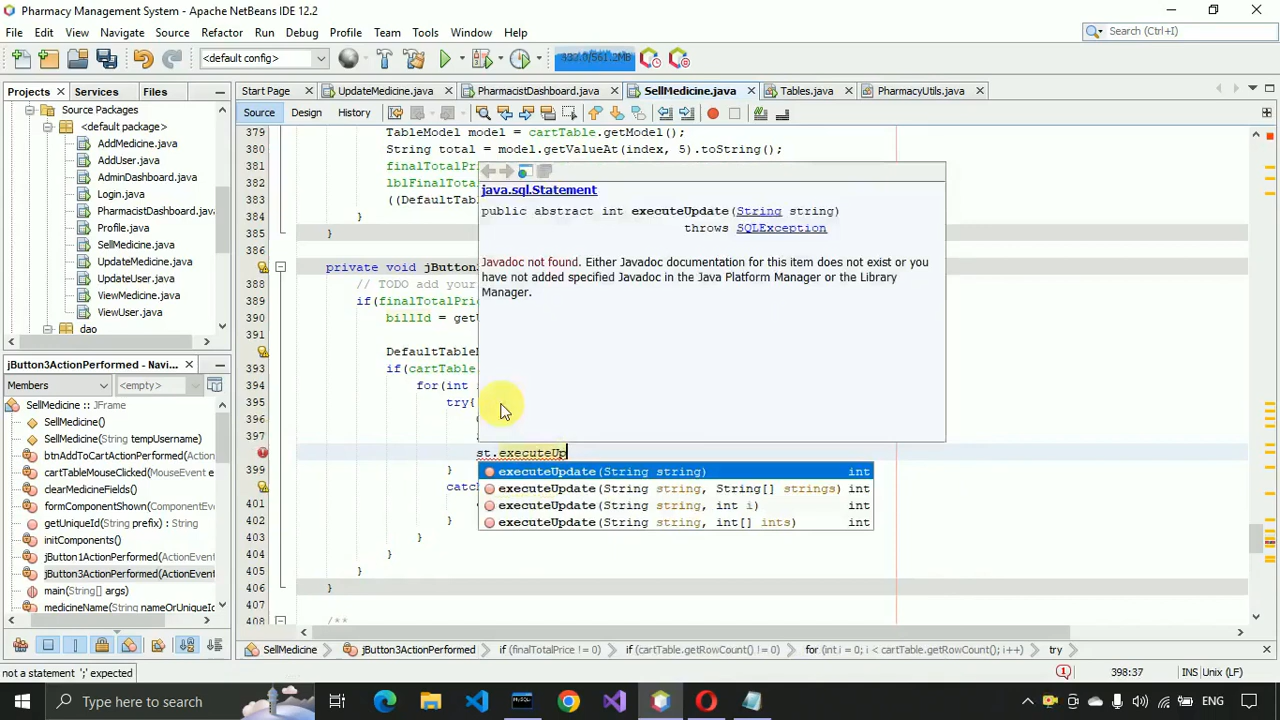 Pharmacy Management System - Apache NetBeans IDE 12.2
File Edit View Navigate Source Refactor Run Debug Profile Team Tools Window Help
Search (Ctrl+I)
<default config>
Projects Services Files
Start Page UpdateMedicine.java PharmacistDashboard.java SellMedicine.java Tables.java PharmacyUtils.java
Source Design History
Source Packages
<default package>
AddMedicine.java
AddUser.java
AdminDashboard.java
Login.java
PharmacistDashboard.java
Profile.java
SellMedicine.java
UpdateMedicine.java
UpdateUser.java
ViewMedicine.java
ViewUser.java
dao
jButton3ActionPerformed - Navi...
Members <empty>
SellMedicine :: JFrame
SellMedicine()
SellMedicine(String tempUsername)
btnAddToCartActionPerformed(
cartTableMouseClicked(MouseEvent e
clearMedicineFields()
formComponentShown(ComponentEv
getUniqueId(String prefix) : String
initComponents()
jButton1ActionPerformed(ActionEvent
jButton3ActionPerformed(ActionEvent
main(String[] args)
medicineName(String nameOrUniqueId
379 TableModel model = cartTable.getModel();
380 String total = model.getValueAt(index, 5).toString();
381 finalTotalPri
382 lblFinalTota
383 ((DefaultTab
384 }
385 }
386
private void jButton
388 // TODO add your
389 if(finalTotalPri
390 billId = get
391
DefaultTableM
393 if(cartTable.
394 for(int
395 try{
396
397
st.executeUp
399 }
catc
401
402 }
403 }
404 }
405 }
406 }
407
408 /**
java.sql.Statement
public abstract int executeUpdate(String string)
throws SQLException
Javadoc not found. Either Javadoc documentation for this item does not exist or you
have not added specified Javadoc in the Java Platform Manager or the Library
Manager.
executeUpdate(String string) int
executeUpdate(String string, String[] strings) int
executeUpdate(String string, int i) int
executeUpdate(String string, int[] ints) int
SellMedicine jButton3ActionPerformed if (finalTotalPrice != 0) if (cartTable.getRowCount() != 0) for (int i = 0; i < cartTable.getRowCount(); i++) try
not a statement ';' expected
1 398:37 INS Unix (LF)
Type here to search
ENG